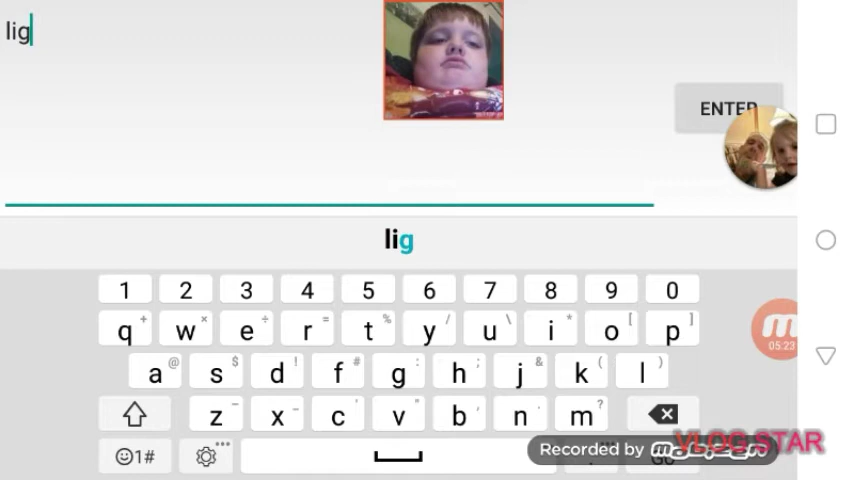 lig
ENTER
lig
1 2 3 4 5 6 7 8 9 0
q + w × e ÷ r = t % y / u \ i * o [ p ]
a @ s $ d ! f # g : h ; j & k ( l )
z _ x - c ' v " b , n . m ?
1#
05:23
Recorded by
VLOG STAR